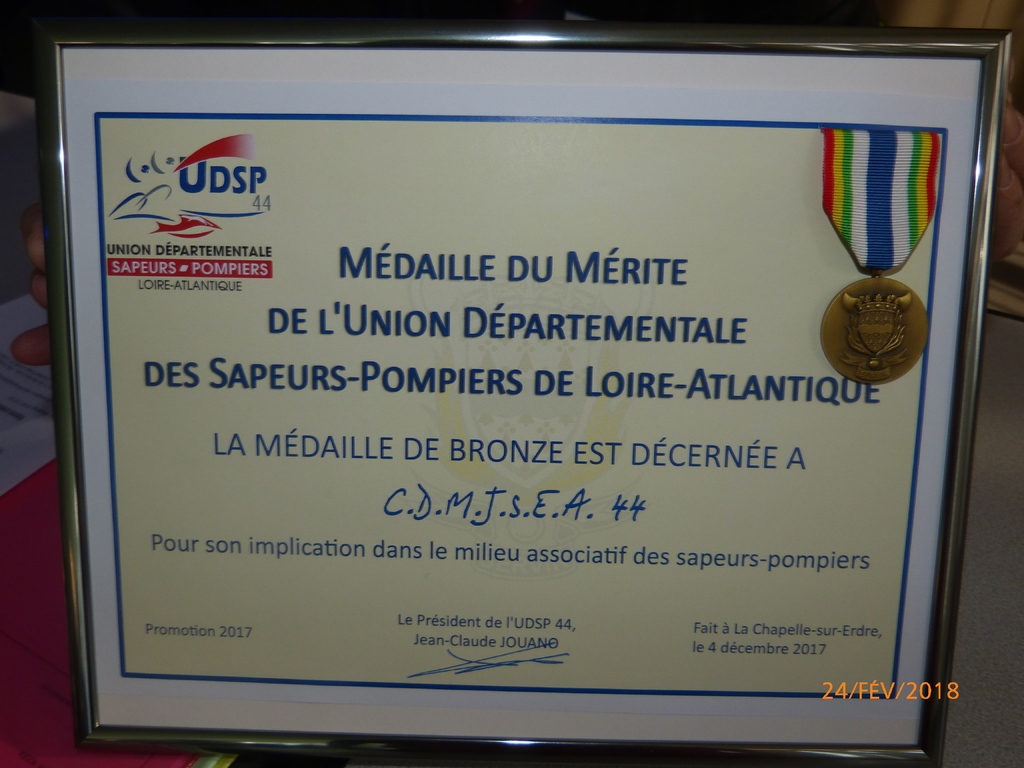 UDSP
44
UNION DÉPARTEMENTALE
SAPEURS-POMPIERS
LOIRE-ATLANTIQUE
MÉDAILLE DU MÉRITE
DE L'UNION DÉPARTEMENTALE
DES SAPEURS-POMPIERS DE LOIRE-ATLANTIQUE
LA MÉDAILLE DE BRONZE EST DÉCERNÉE A
C.D.M.J.S.E.A. 44
Pour son implication dans le milieu associatif des sapeurs-pompiers
Promotion 2017
Le Président de l'UDSP 44,
Jean-Claude JOUANO
Fait à La Chapelle-sur-Erdre,
le 4 décembre 2017
24/FÉV/2018